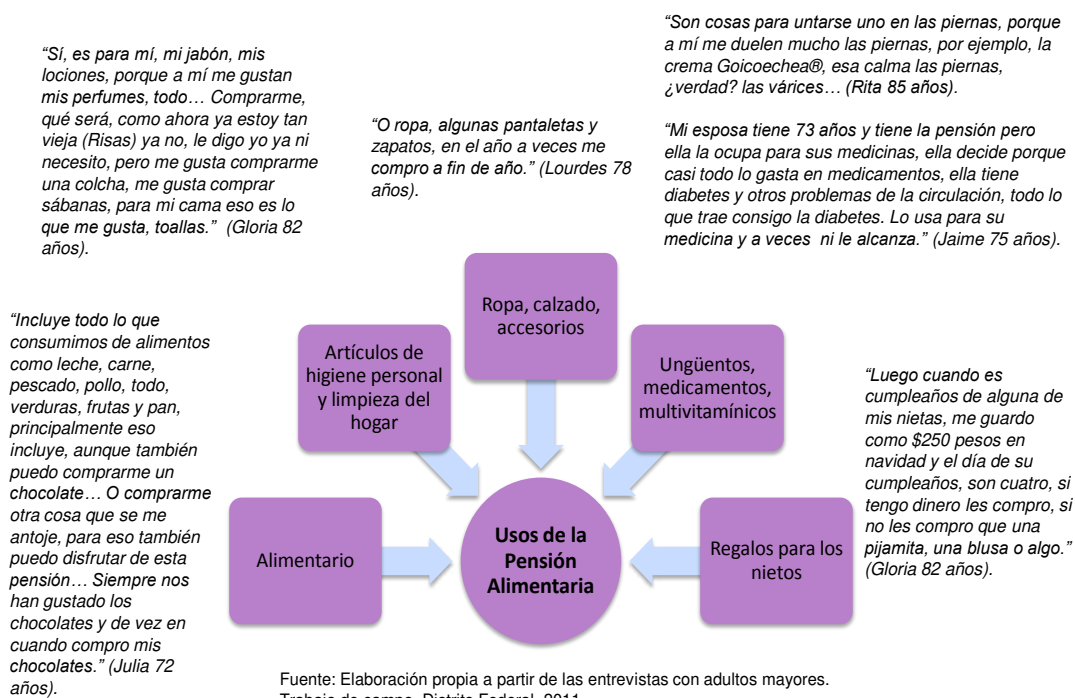 “Sí, es para mí, mi jabón, mis
lociones, porque a mí me gustan
mis perfumes, todo… Comprarme,
qué será, como ahora ya estoy tan
vieja (Risas) ya no, le digo yo ya ni
necesito, pero me gusta comprarme
una colcha, me gusta comprar
sábanas, para mi cama eso es lo
que me gusta, toallas.” (Gloria 82
años).
“O ropa, algunas pantaletas y
zapatos, en el año a veces me
compro a fin de año.” (Lourdes 78
años).
“Son cosas para untarse uno en las piernas, porque
a mí me duelen mucho las piernas, por ejemplo, la
crema Goicoechea®, esa calma las piernas,
¿verdad? las várices… (Rita 85 años).
“Mi esposa tiene 73 años y tiene la pensión pero
ella la ocupa para sus medicinas, ella decide porque
casi todo lo gasta en medicamentos, ella tiene
diabetes y otros problemas de la circulación, todo lo
que trae consigo la diabetes. Lo usa para su
medicina y a veces ni le alcanza.” (Jaime 75 años).
“Incluye todo lo que
consumimos de alimentos
como leche, carne,
pescado, pollo, todo,
verduras, frutas y pan,
principalmente eso
incluye, aunque también
puedo comprarme un
chocolate… O comprarme
otra cosa que se me
antoje, para eso también
puedo disfrutar de esta
pensión… Siempre nos
han gustado los
chocolates y de vez en
cuando compro mis
chocolates.” (Julia 72
años).
Alimentario
Artículos de
higiene personal
y limpieza del
hogar
Ropa, calzado,
accesorios
Ungüentos,
medicamentos,
multivitamínicos
Regalos para los
nietos
Usos de la
Pensión
Alimentaria
“Luego cuando es
cumpleaños de alguna de
mis nietas, me guardo
como $250 pesos en
navidad y el día de su
cumpleaños, son cuatro, si
tengo dinero les compro, si
no les compro que una
pijamita, una blusa o algo.”
(Gloria 82 años).
Fuente: Elaboración propia a partir de las entrevistas con adultos mayores.
Trabajo de campo, Distrito Federal, 2011